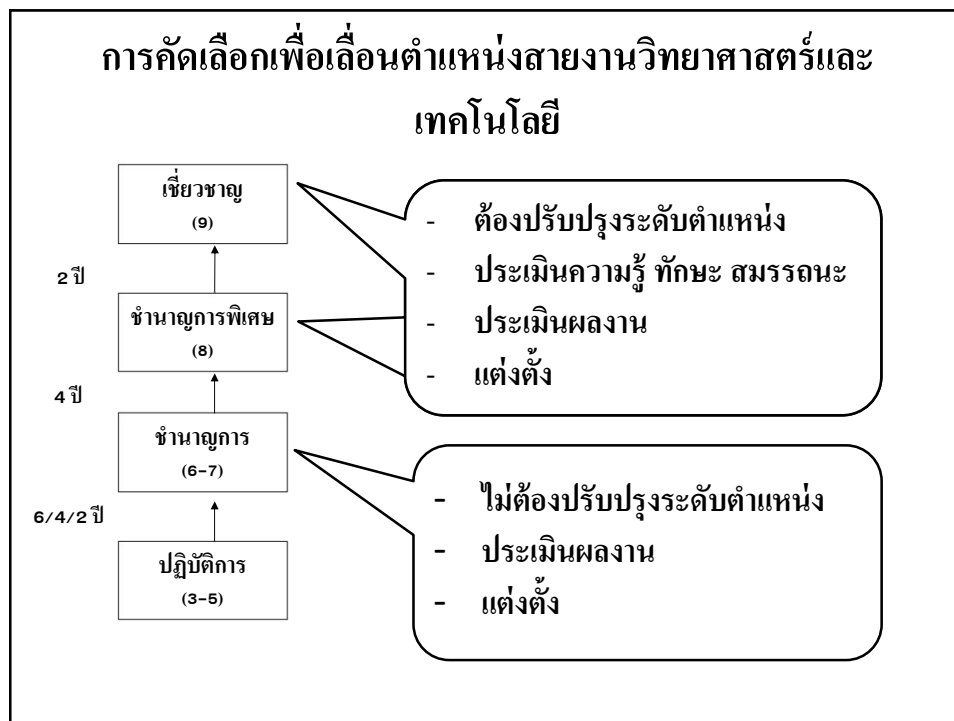 การคัดเลือกเพื่อเลื่อนตำแหน่งสายงานวิทยาศาสตร์และ
เทคโนโลยี
เชี่ยวชาญ
(9)
2 ปี
ชำนาญการพิเศษ
(8)
4 ปี
ชำนาญการ
(6-7)
6/4/2 ปี
ปฏิบัติการ
(3-5)
- ต้องปรับปรุงระดับตำแหน่ง
- ประเมินความรู้ ทักษะ สมรรถนะ
- ประเมินผลงาน
- แต่งตั้ง
- ไม่ต้องปรับปรุงระดับตำแหน่ง
- ประเมินผลงาน
- แต่งตั้ง